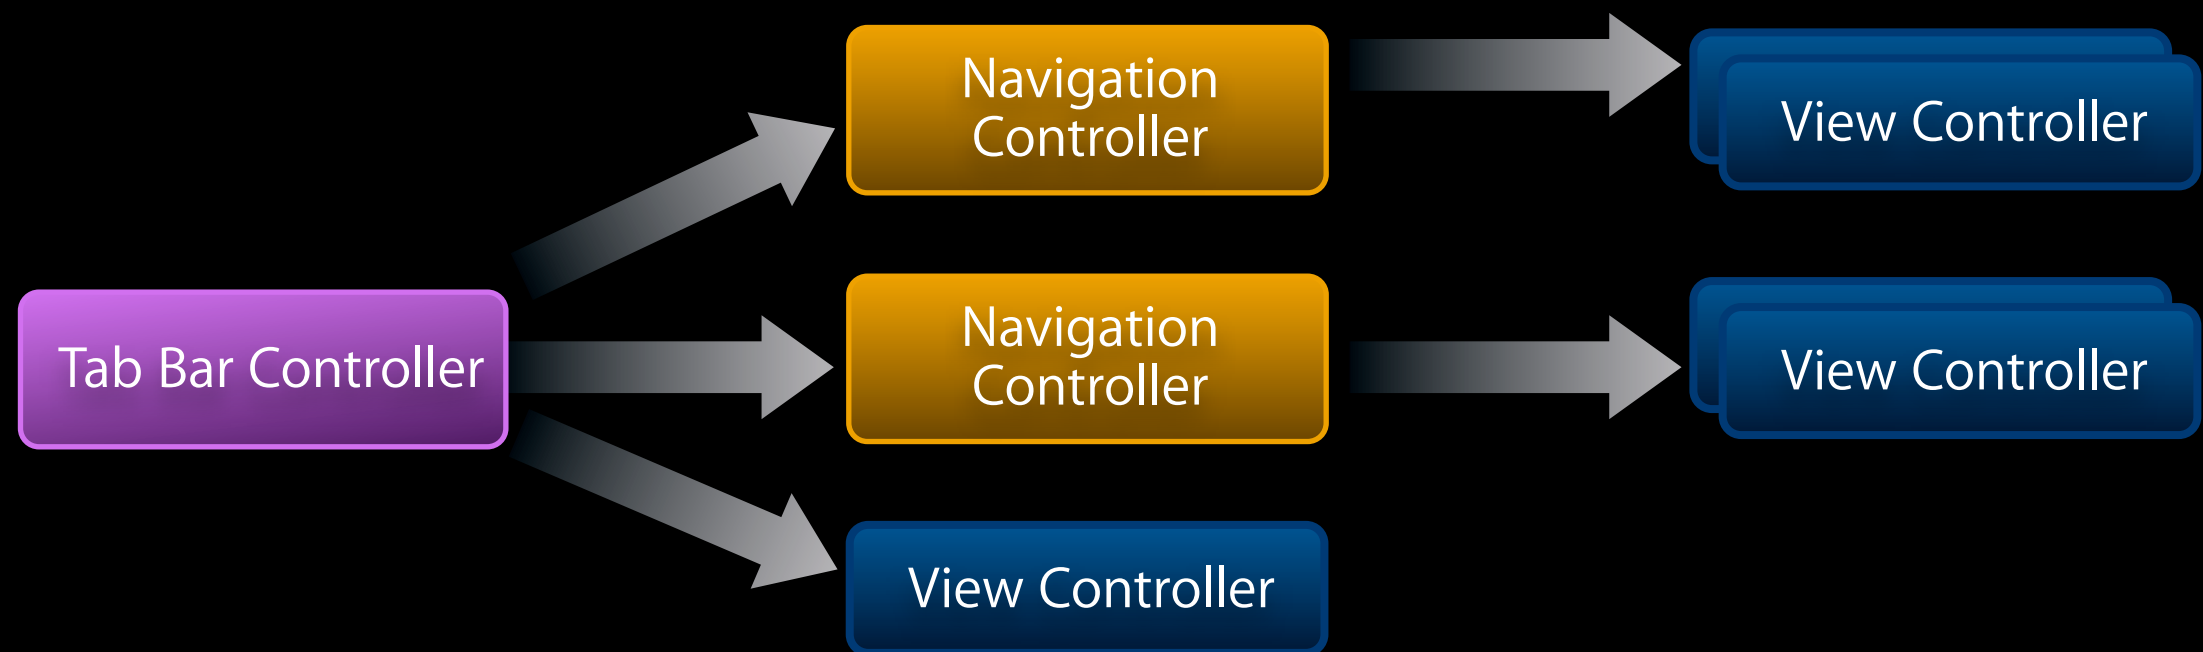 Navigation
Controller
View Controller
Tab Bar Controller
Navigation
Controller
View Controller
View Controller